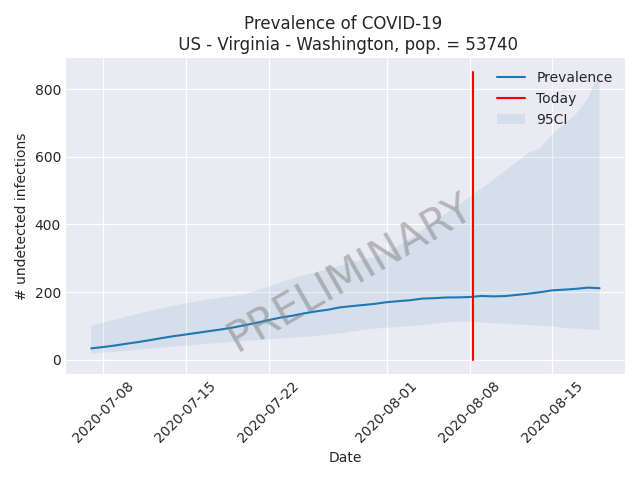 Prevalence of COVID-19
US - Virginia - Washington, pop. = 53740
# undetected infections
800
600
400
200
0
Prevalence
Today
95CI
PRELIMINARY
2020-07-08
2020-07-15
2020-07-22
2020-08-01
2020-08-08
2020-08-15
Date